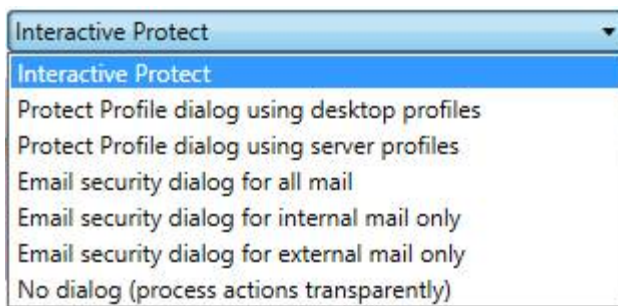 Interactive Protect
Interactive Protect
Protect Profile dialog using desktop profiles
Protect Profile dialog using server profiles
Email security dialog for all mail
Email security dialog for internal mail only
Email security dialog for external mail only
No dialog (process actions transparently)